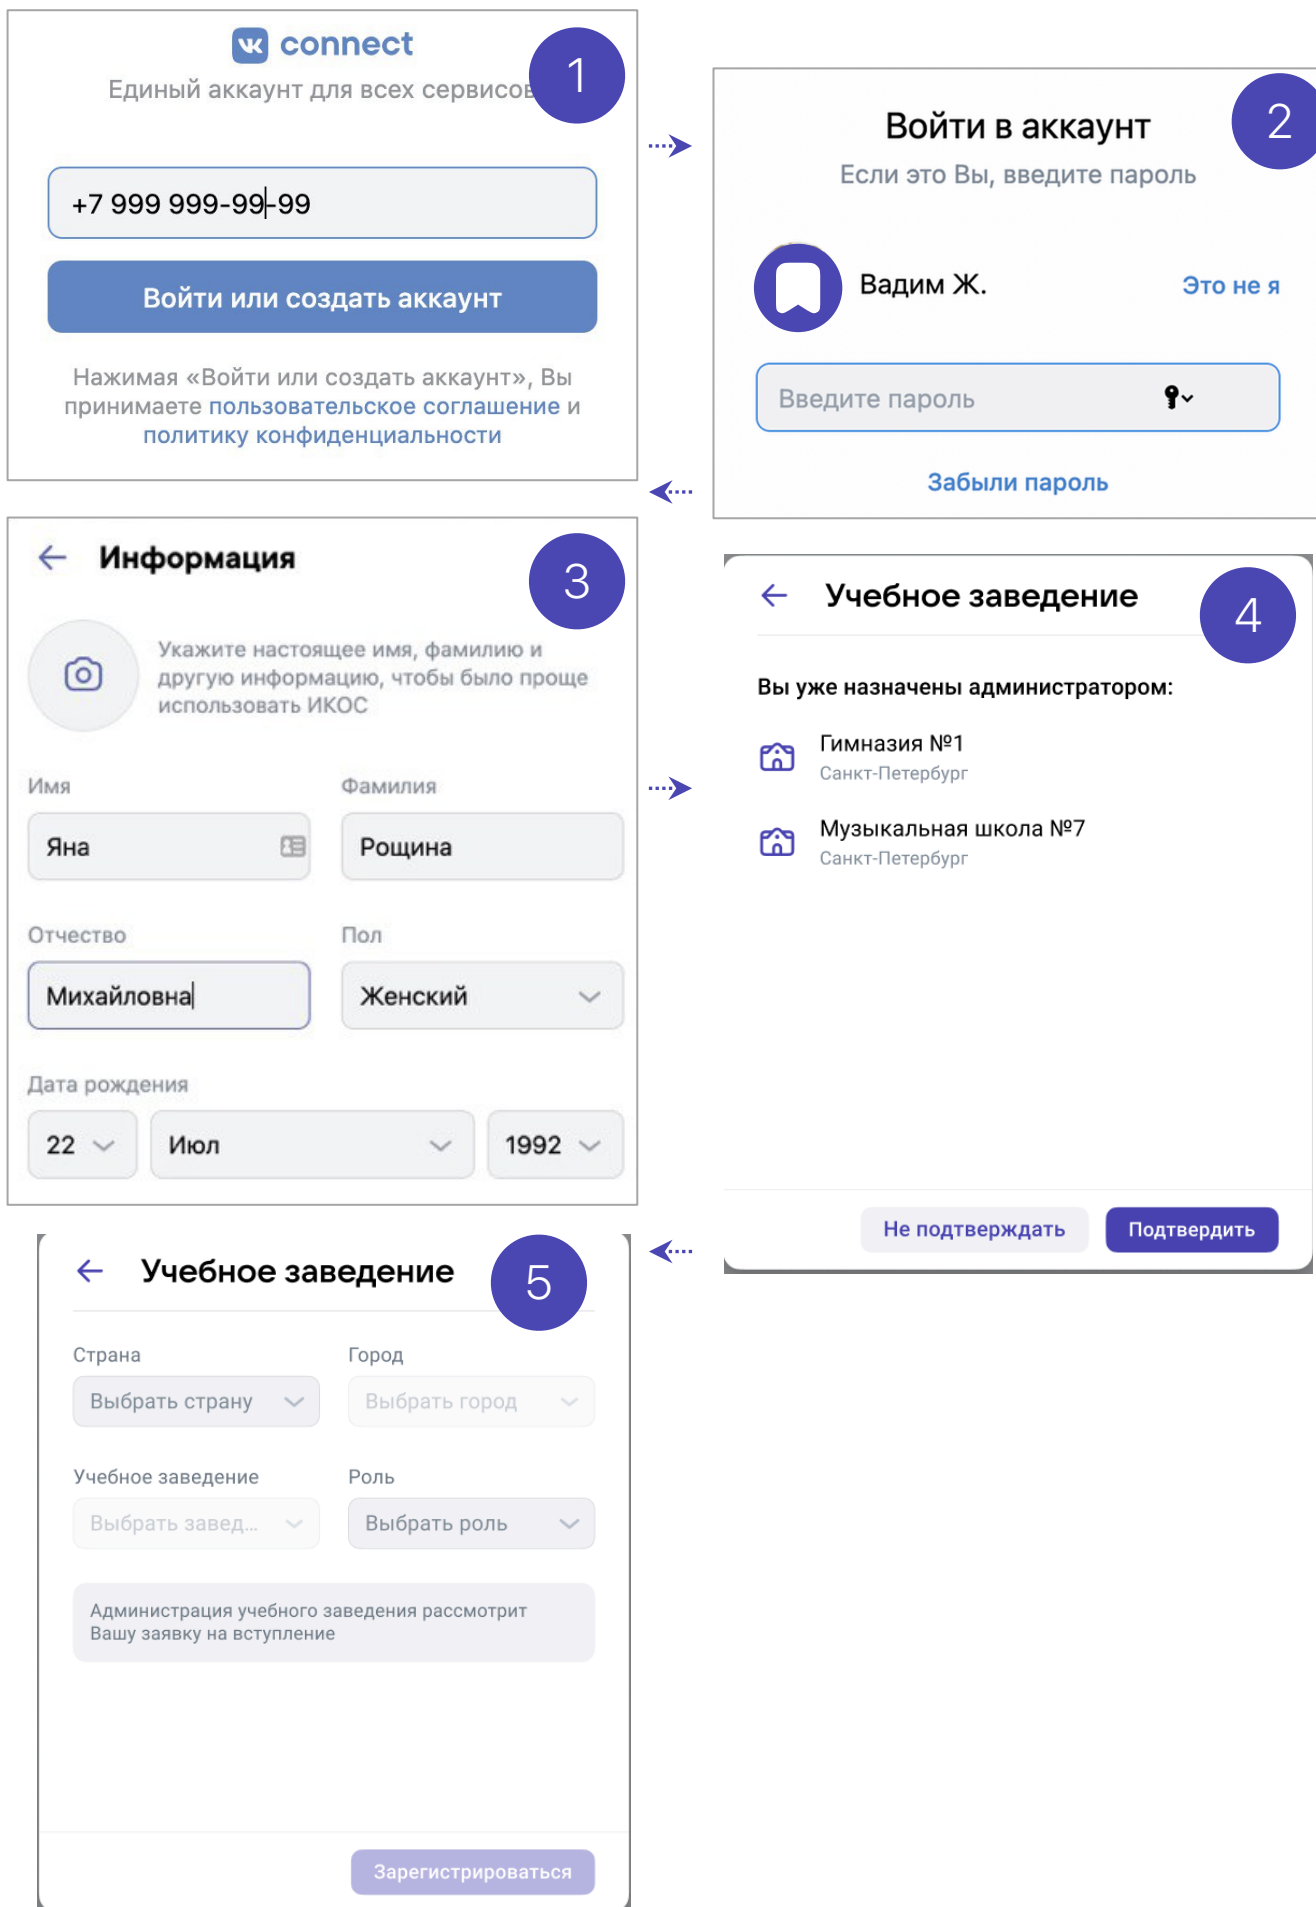 connect
Единый аккаунт для всех сервисов
1
+7 999 999-99-99
Войти или создать аккаунт
Нажимая «Войти или создать аккаунт», Вы
принимаете пользовательское соглашение и
политику конфиденциальности
Войти в аккаунт
2
Если это Вы, введите пароль
Вадим Ж.
Это не я
Введите пароль
Забыли пароль
Информация
3
Укажите настоящее имя, фамилию и
другую информацию, чтобы было проще
использовать ИКОС
Имя
Фамилия
Яна
Рощина
Отчество
Пол
Михайловна
Женский
Дата рождения
22
Июл
1992
Учебное заведение
4
Вы уже назначены администратором:
Гимназия №1
Санкт-Петербург
Музыкальная школа №7
Санкт-Петербург
Не подтверждать
Подтвердить
Учебное заведение
5
Страна
Город
Выбрать страну
Выбрать город
Учебное заведение
Роль
Выбрать завед...
Выбрать роль
Администрация учебного заведения рассмотрит
Вашу заявку на вступление
Зарегистрироваться